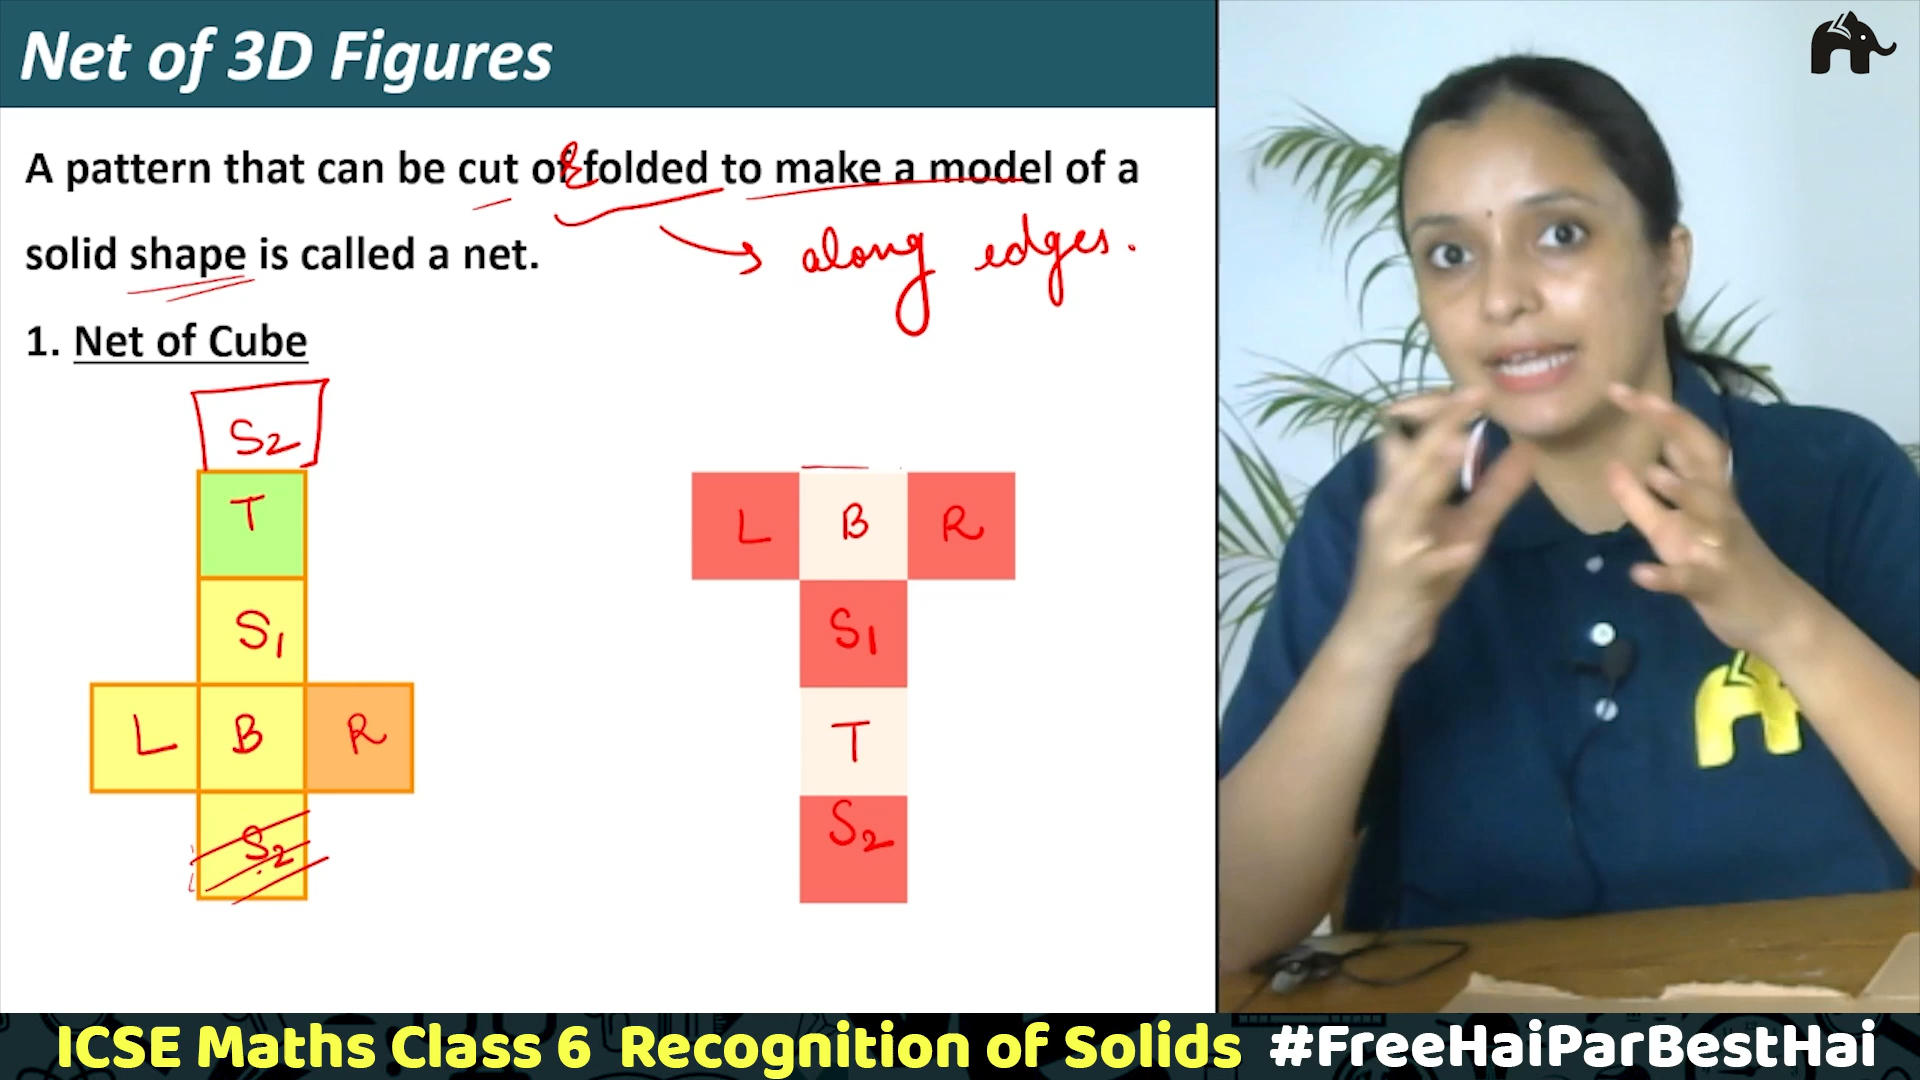 Net of 3D Figures
A pattern that can be cut of & folded to make a model of a
solid shape is called a net.
along edges.
1. Net of Cube
S2
T
S1
L B R
S2
L B R
S1
T
S2
ICSE Maths Class 6 Recognition of Solids #FreeHaiParBestHai